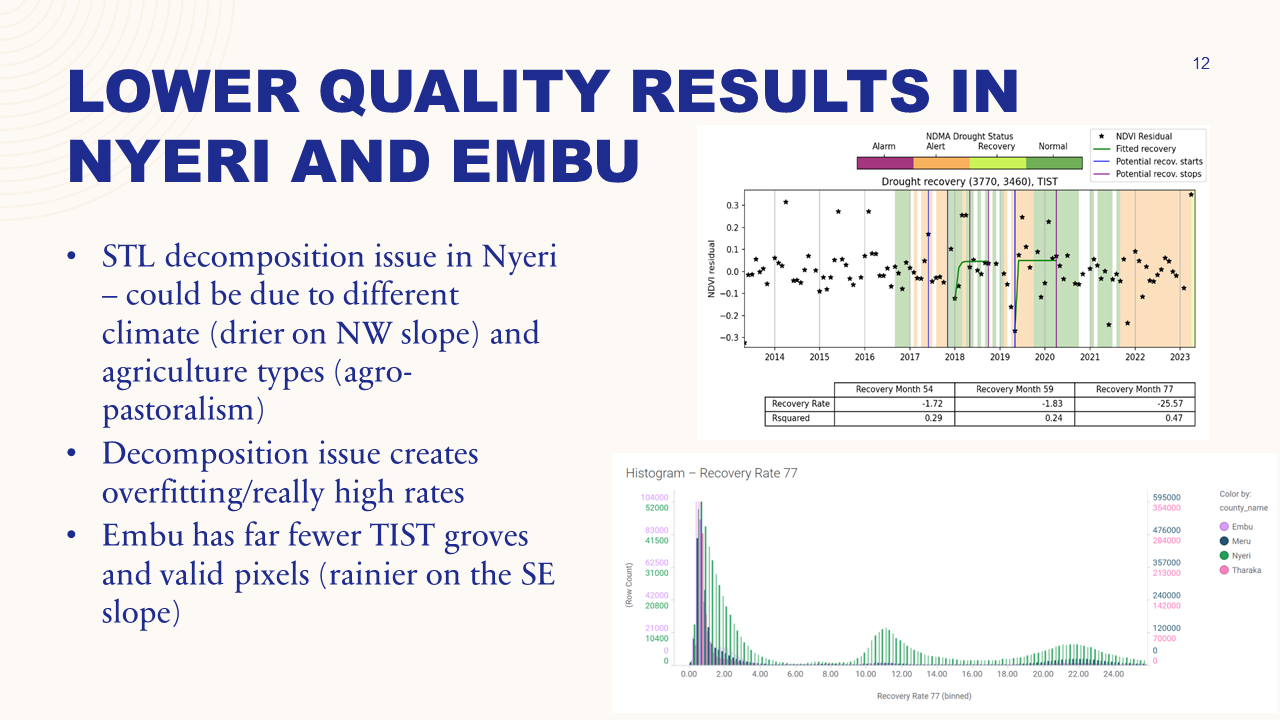 12
LOWER QUALITY RESULTS IN
NYERI AND EMBU
• STL decomposition issue in Nyeri
– could be due to different
climate (drier on NW slope) and
agriculture types (agro-
pastoralism)
• Decomposition issue creates
overfitting/really high rates
• Embu has far fewer TIST groves
and valid pixels (rainier on the SE
slope)
NDMA Drought Status
Alarm Alert Recovery Normal
NDVI Residual
Fitted recovery
Potential recov. starts
Potential recov. stops
Drought recovery (3770, 3460), TIST
NDVI residual
0.3
0.2
0.1
0.0
−0.1
−0.2
−0.3
2014 2015 2016 2017 2018 2019 2020 2021 2022 2023
Recovery Month 54 Recovery Month 59 Recovery Month 77
Recovery Rate -1.72 -1.83 -25.57
Rsquared 0.29 0.24 0.47
Histogram – Recovery Rate 77
(Row Count)
104000
52000
83000
41500
62500
31000
42000
20800
21000
10400
0
0
595000
354000
476000
284000
357000
213000
240000
142000
120000
70000
0
0
0.00 2.00 4.00 6.00 8.00 10.00 12.00 14.00 16.00 18.00 20.00 22.00 24.00
Recovery Rate 77 (binned)
Color by:
county_name
Embu
Meru
Nyeri
Tharaka